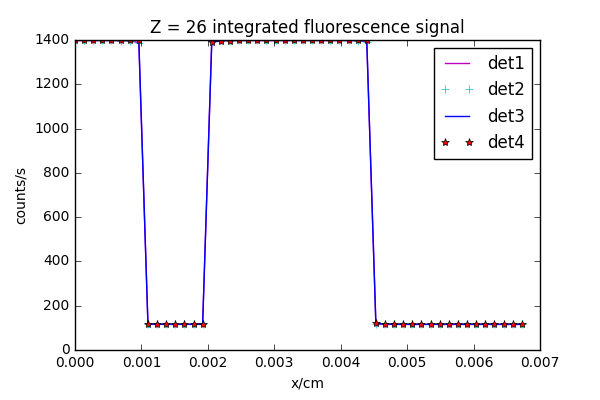 Z = 26 integrated fluorescence signal
1400
1200
1000
800
600
400
200
0
counts/s
det1
det2
det3
det4
0.000 0.001 0.002 0.003 0.004 0.005 0.006 0.007
x/cm